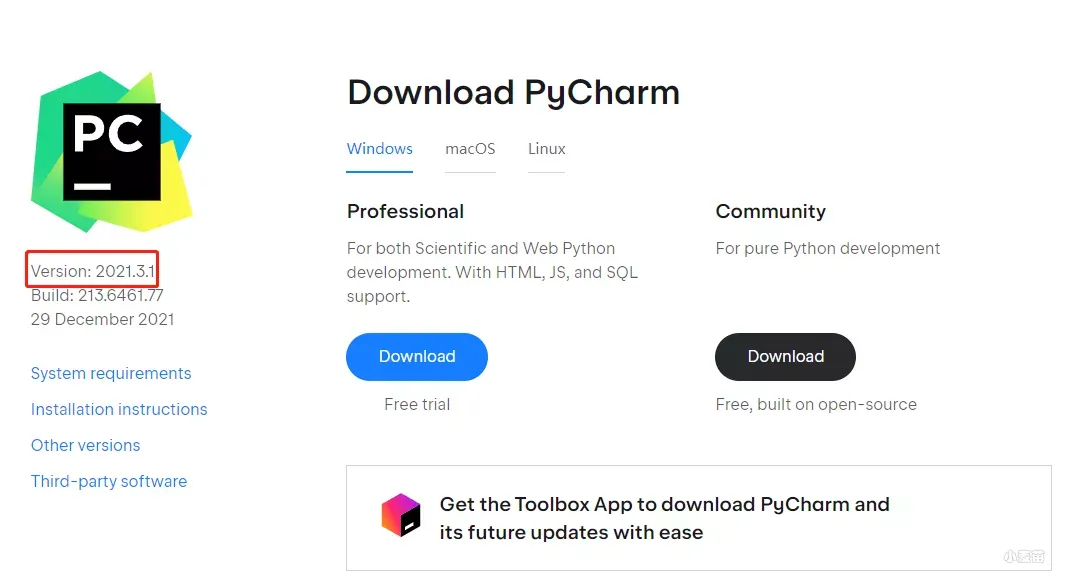 Download PyCharm
PC
Windows macOS Linux
Version: 2021.3.1
Build: 213.6461.77
29 December 2021
System requirements
Installation instructions
Other versions
Third-party software
Professional
For both Scientific and Web Python
development. With HTML, JS, and SQL
support.
Download
Free trial
Community
For pure Python development
Download
Free, built on open-source
Get the Toolbox App to download PyCharm and
its future updates with ease